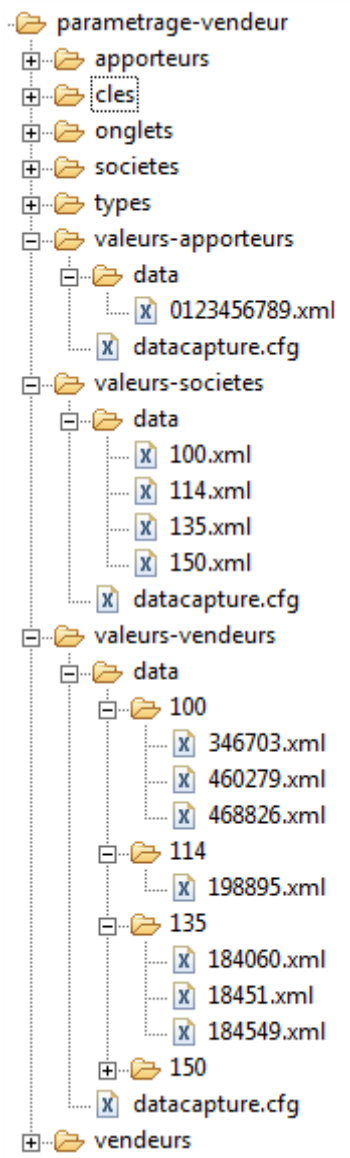 parametrage-vendeur
apporteurs
cles
onglets
societes
types
valeurs-apporteurs
data
0123456789.xml
datacapture.cfg
valeurs-societes
data
100.xml
114.xml
135.xml
150.xml
datacapture.cfg
valeurs-vendeurs
data
100
346703.xml
460279.xml
468826.xml
114
198895.xml
135
184060.xml
18451.xml
184549.xml
150
datacapture.cfg
vendeurs